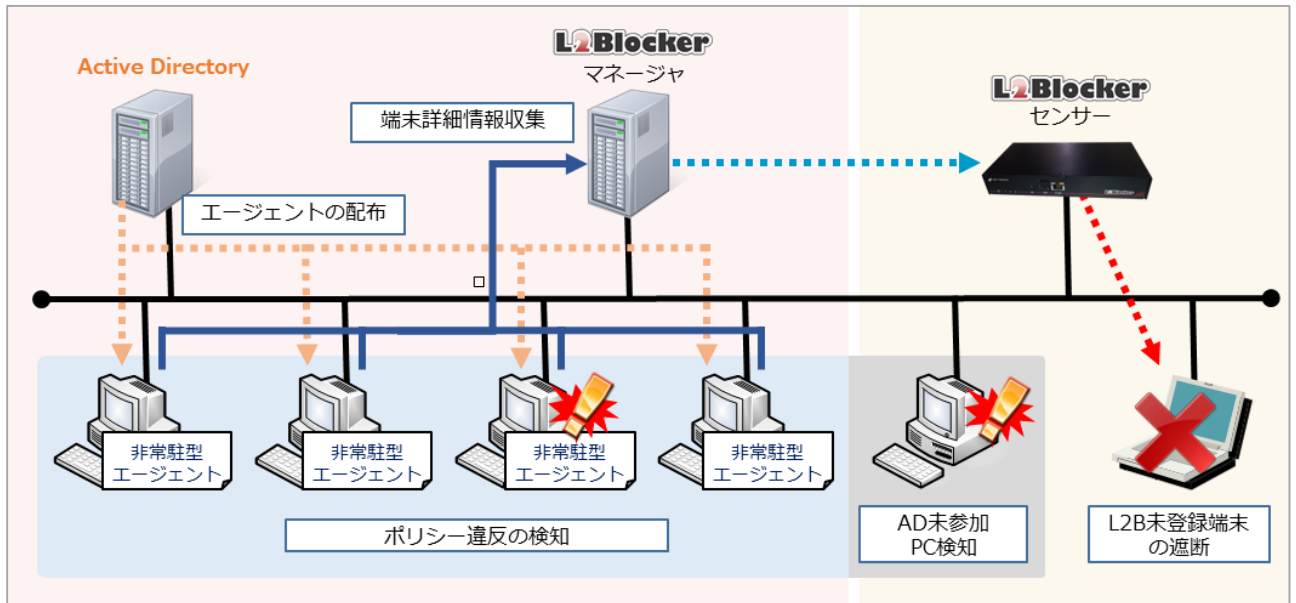 Active Directory
L2Blocker
マネージャ
L2Blocker
センサー
端末詳細情報収集
エージェントの配布
非常駐型
エージェント
非常駐型
エージェント
非常駐型
エージェント
非常駐型
エージェント
ポリシー違反の検知
AD未参加
PC検知
L2B未登録端末
の遮断